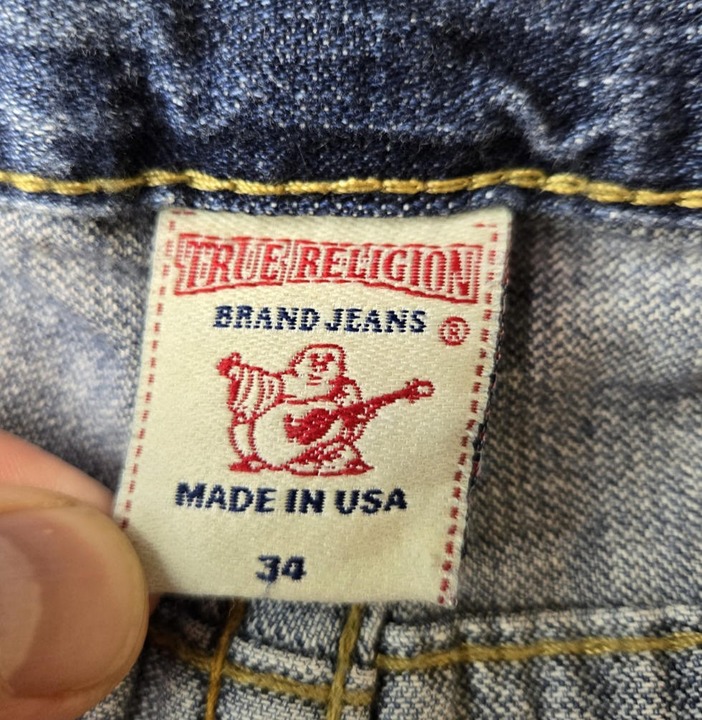 TRUE RELIGION
BRAND JEANS ®
MADE IN USA
34